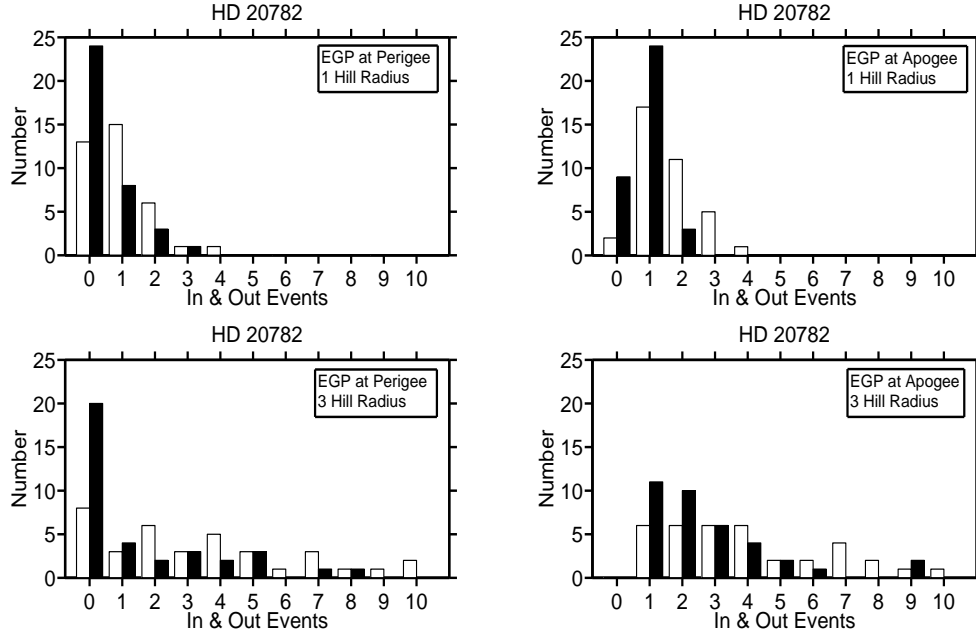 HD 20782
25
20
15
10
5
0
Number
EGP at Perigee
1 Hill Radius
0 1 2 3 4 5 6 7 8 9 10
In & Out Events
HD 20782
25
20
15
10
5
0
Number
EGP at Apogee
1 Hill Radius
0 1 2 3 4 5 6 7 8 9 10
In & Out Events
HD 20782
25
20
15
10
5
0
Number
EGP at Perigee
3 Hill Radius
0 1 2 3 4 5 6 7 8 9 10
In & Out Events
HD 20782
25
20
15
10
5
0
Number
EGP at Apogee
3 Hill Radius
0 1 2 3 4 5 6 7 8 9 10
In & Out Events